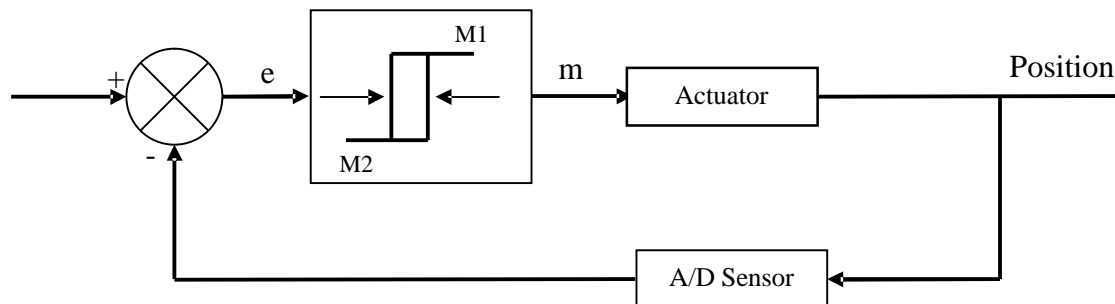 M1
+
e
m
Position
Actuator
-
M2
A/D Sensor